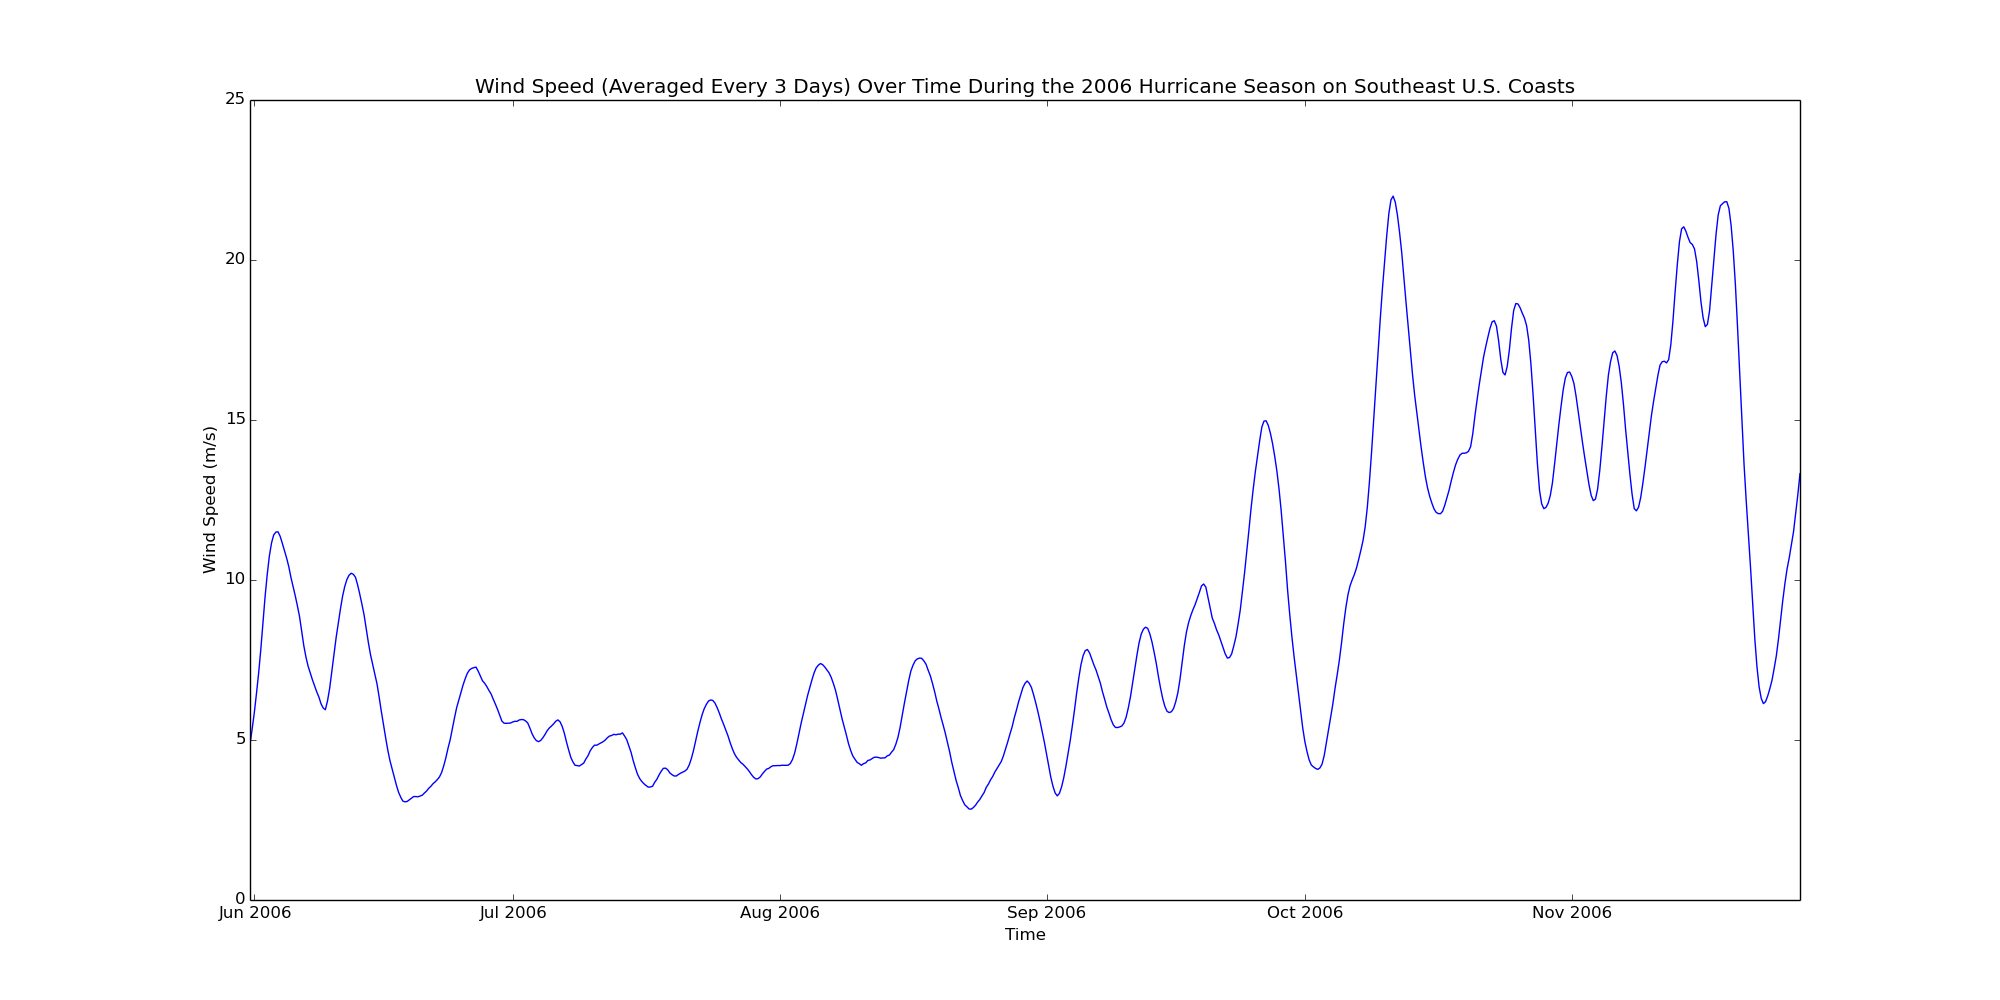 Wind Speed (Averaged Every 3 Days) Over Time During the 2006 Hurricane Season on Southeast U.S. Coasts
25
20
15
10
5
0
Wind Speed (m/s)
Jun 2006
Jul 2006
Aug 2006
Sep 2006
Oct 2006
Nov 2006
Time